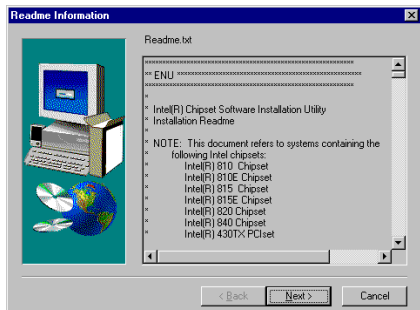 Readme Information
Readme.txt
** ENU **
*
* Intel(R) Chipset Software Installation Utility
* Installation Readme
*
* NOTE: This document refers to systems containing the
* following Intel chipsets:
* Intel(R) 810 Chipset
* Intel(R) 810E Chipset
* Intel(R) 815 Chipset
* Intel(R) 815E Chipset
* Intel(R) 820 Chipset
* Intel(R) 840 Chipset
* Intel(R) 430TX PCIset
< Back
Next >
Cancel